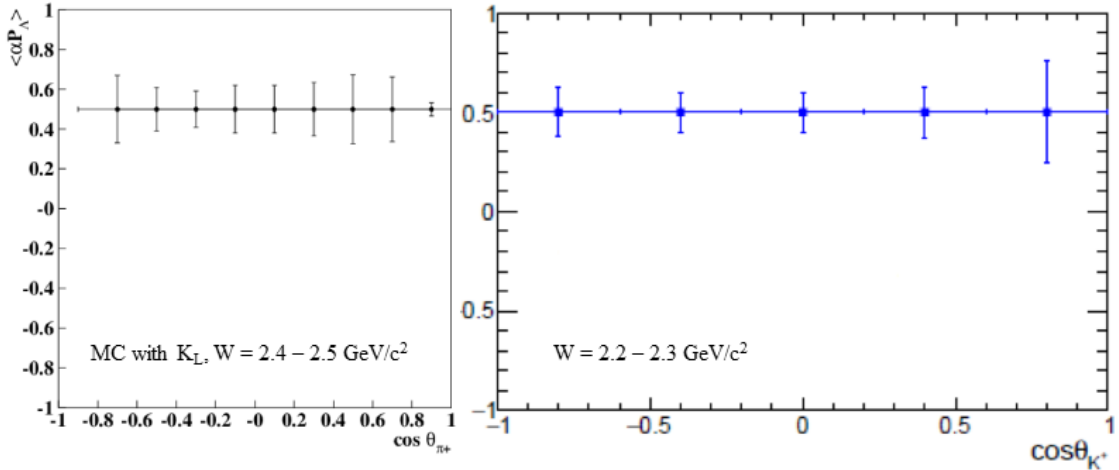 <αP_Λ>
1
0.8
0.6
0.4
0.2
-0
-0.2
-0.4
-0.6
-0.8
-1
MC with K_L, W = 2.4 – 2.5 GeV/c²
-1 -0.8 -0.6 -0.4 -0.2 -0 0.2 0.4 0.6 0.8 1
cos θ_π+
1
0.5
0
0.5
−1
W = 2.2 – 2.3 GeV/c²
−1 −0.5 0 0.5 1
cosθ_K⁺